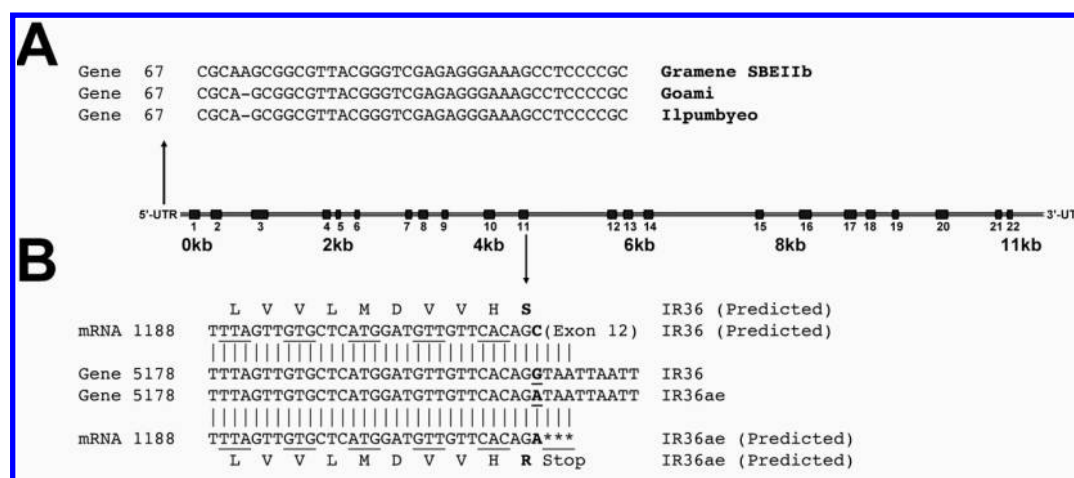 A
Gene 67 CGCAAGCGGCGTTACGGGTCGAGAGGGAAAGCCTCCCCGC Gramene SBEIIb
Gene 67 CGCA-GCGGCGTTACGGGTCGAGAGGGAAAGCCTCCCCGC Goami
Gene 67 CGCA-GCGGCGTTACGGGTCGAGAGGGAAAGCCTCCCCGC Ilpumbyeo
5'-UTR 3'-UT
1 2 3 4 5 6 7 8 9 10 11 12 13 14 15 16 17 18 19 20 21 22
0kb 2kb 4kb 6kb 8kb 11kb
B
L V V L M D V V H S IR36 (Predicted)
mRNA 1188 TTTAGTTGTGCTCATGGATGTTGTTCACAGC(Exon 12) IR36 (Predicted)
Gene 5178 TTTAGTTGTGCTCATGGATGTTGTTCACAGGTAATTAATT IR36
Gene 5178 TTTAGTTGTGCTCATGGATGTTGTTCACAGATAATTAATT IR36ae
mRNA 1188 TTTAGTTGTGCTCATGGATGTTGTTCACAGA*** IR36ae (Predicted)
L V V L M D V V H R Stop IR36ae (Predicted)